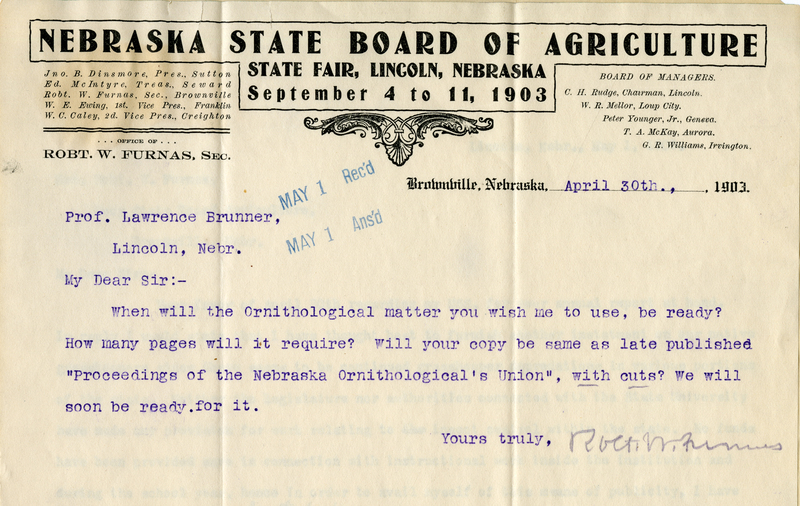 NEBRASKA STATE BOARD OF AGRICULTURE
STATE FAIR, LINCOLN, NEBRASKA
September 4 to 11, 1903
Jno. B. Dinsmore, Pres., Sutton
Ed. McIntyre, Treas., Seward
Robt. W. Furnas, Sec., Brownville
W. E. Ewing, 1st. Vice Pres., Franklin
W. C. Caley, 2d. Vice Pres., Creighton
... OFFICE OF ...
ROBT. W. FURNAS, SEC.
BOARD OF MANAGERS.
C. H. Rudge, Chairman, Lincoln.
W. R. Mellor, Loup City.
Peter Younger, Jr., Geneva.
T. A. McKay, Aurora.
G. R. Williams, Irvington.
MAY 1 Rec'd
MAY 1 Ans'd
Brownville, Nebraska, April 30th., , 1903.
Prof. Lawrence Brunner,
Lincoln, Nebr.
My Dear Sir:-
When will the Ornithological matter you wish me to use, be ready?
How many pages will it require? Will your copy be same as late published
"Proceedings of the Nebraska Ornithological's Union", with cuts? We will
soon be ready.for it.
Yours truly, Robt W. Furnas